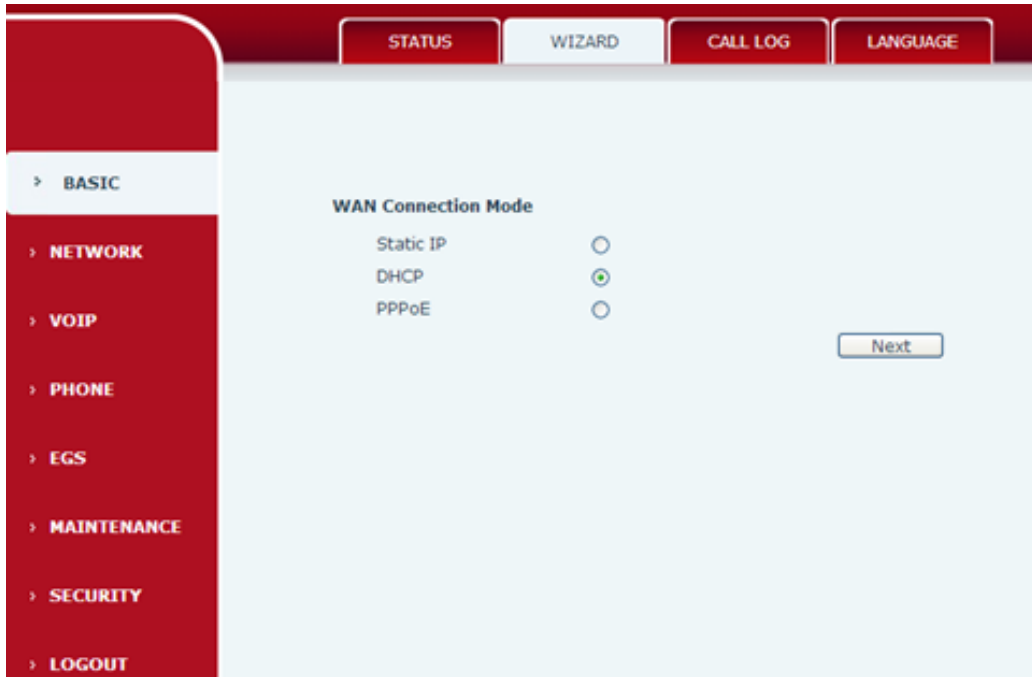 STATUS WIZARD CALL LOG LANGUAGE
BASIC
NETWORK
VOIP
PHONE
EGS
MAINTENANCE
SECURITY
LOGOUT
WAN Connection Mode
Static IP
DHCP
PPPoE
Next